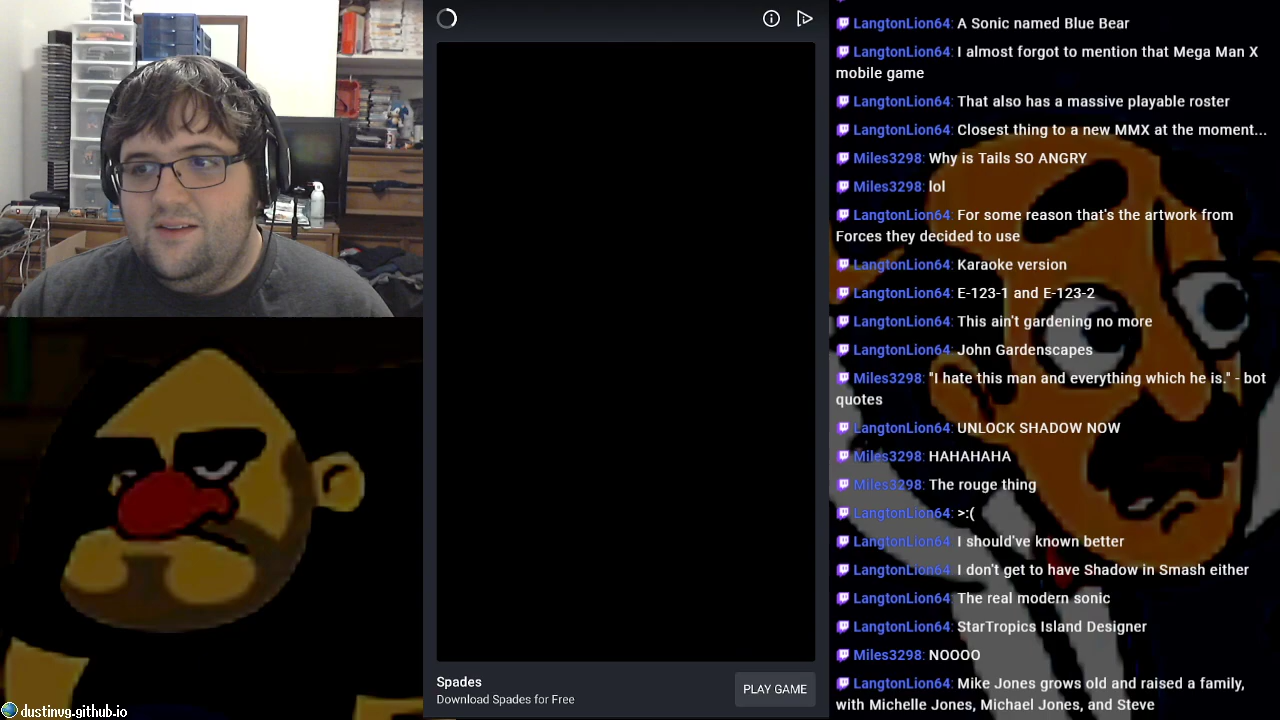 LangtonLion64: A Sonic named Blue Bear
LangtonLion64: I almost forgot to mention that Mega Man X
mobile game
LangtonLion64: That also has a massive playable roster
LangtonLion64: Closest thing to a new MMX at the moment...
Miles3298: Why is Tails SO ANGRY
Miles3298: lol
LangtonLion64: For some reason that's the artwork from
Forces they decided to use
LangtonLion64: Karaoke version
LangtonLion64: E-123-1 and E-123-2
LangtonLion64: This ain't gardening no more
LangtonLion64: John Gardenscapes
Miles3298: "I hate this man and everything which he is." - bot
quotes
LangtonLion64: UNLOCK SHADOW NOW
Miles3298: HAHAHAHA
Miles3298: The rouge thing
LangtonLion64: >:(
LangtonLion64: I should've known better
LangtonLion64: I don't get to have Shadow in Smash either
LangtonLion64: The real modern sonic
LangtonLion64: StarTropics Island Designer
Miles3298: NOOOO
LangtonLion64: Mike Jones grows old and raised a family,
with Michelle Jones, Michael Jones, and Steve
Spades
Download Spades for Free
PLAY GAME
dustinvg-github-io